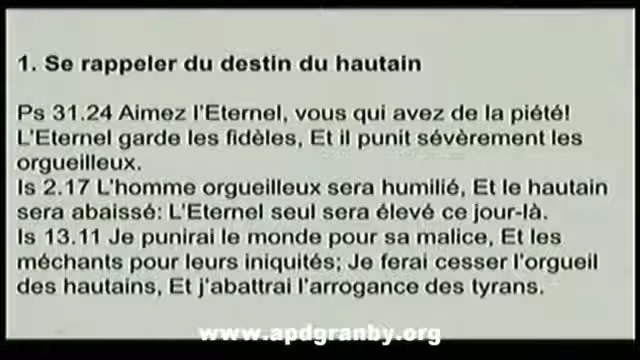 1. Se rappeler du destin du hautain
Ps 31.24 Aimez l'Eternel, vous qui avez de la piété!
L'Eternel garde les fidèles, Et il punit sévèrement les
orgueilleux.
Is 2.17 L'homme orgueilleux sera humilié, Et le hautain
sera abaissé: L'Eternel seul sera élevé ce jour-là.
Is 13.11 Je punirai le monde pour sa malice, Et les
méchants pour leurs iniquités; Je ferai cesser l'orgueil
des hautains, Et j'abattrai l'arrogance des tyrans.
www.apdgranby.org